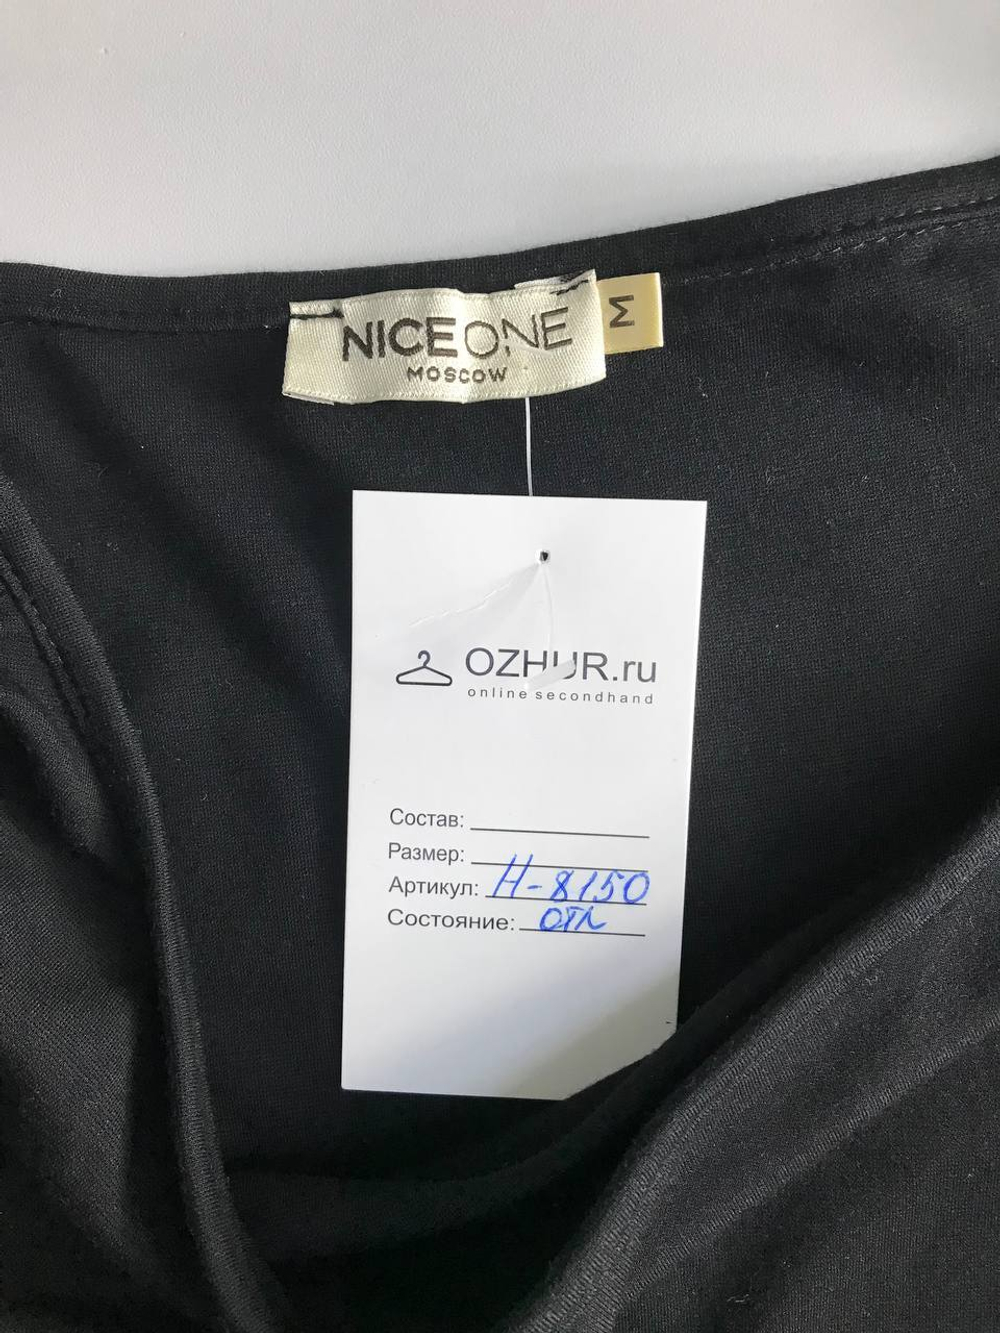 NICEONE
MOSCOW
M
OZHUR.ru
online secondhand
Состав:
Размер:
Артикул: Н-8150
Состояние: отл